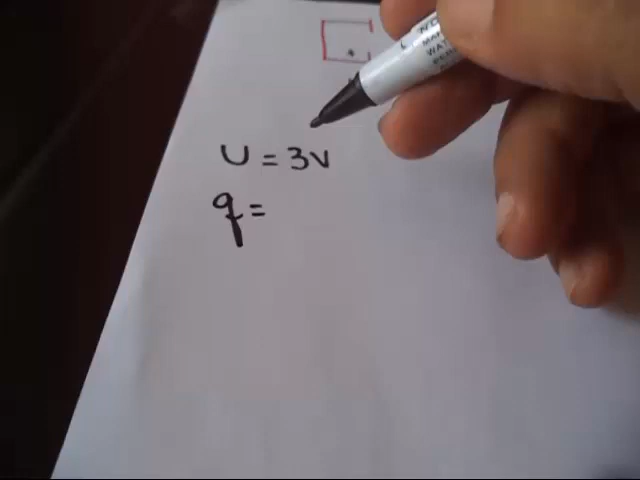 U = 3V
q =